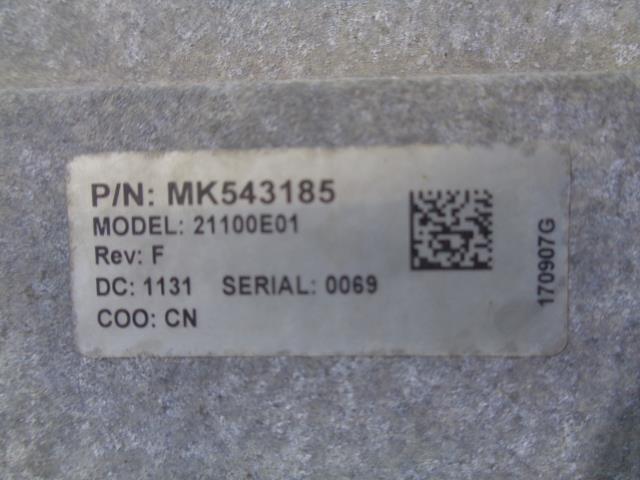 P/N: MK543185
MODEL: 21100E01
Rev: F
DC: 1131 SERIAL: 0069
COO: CN
170907G